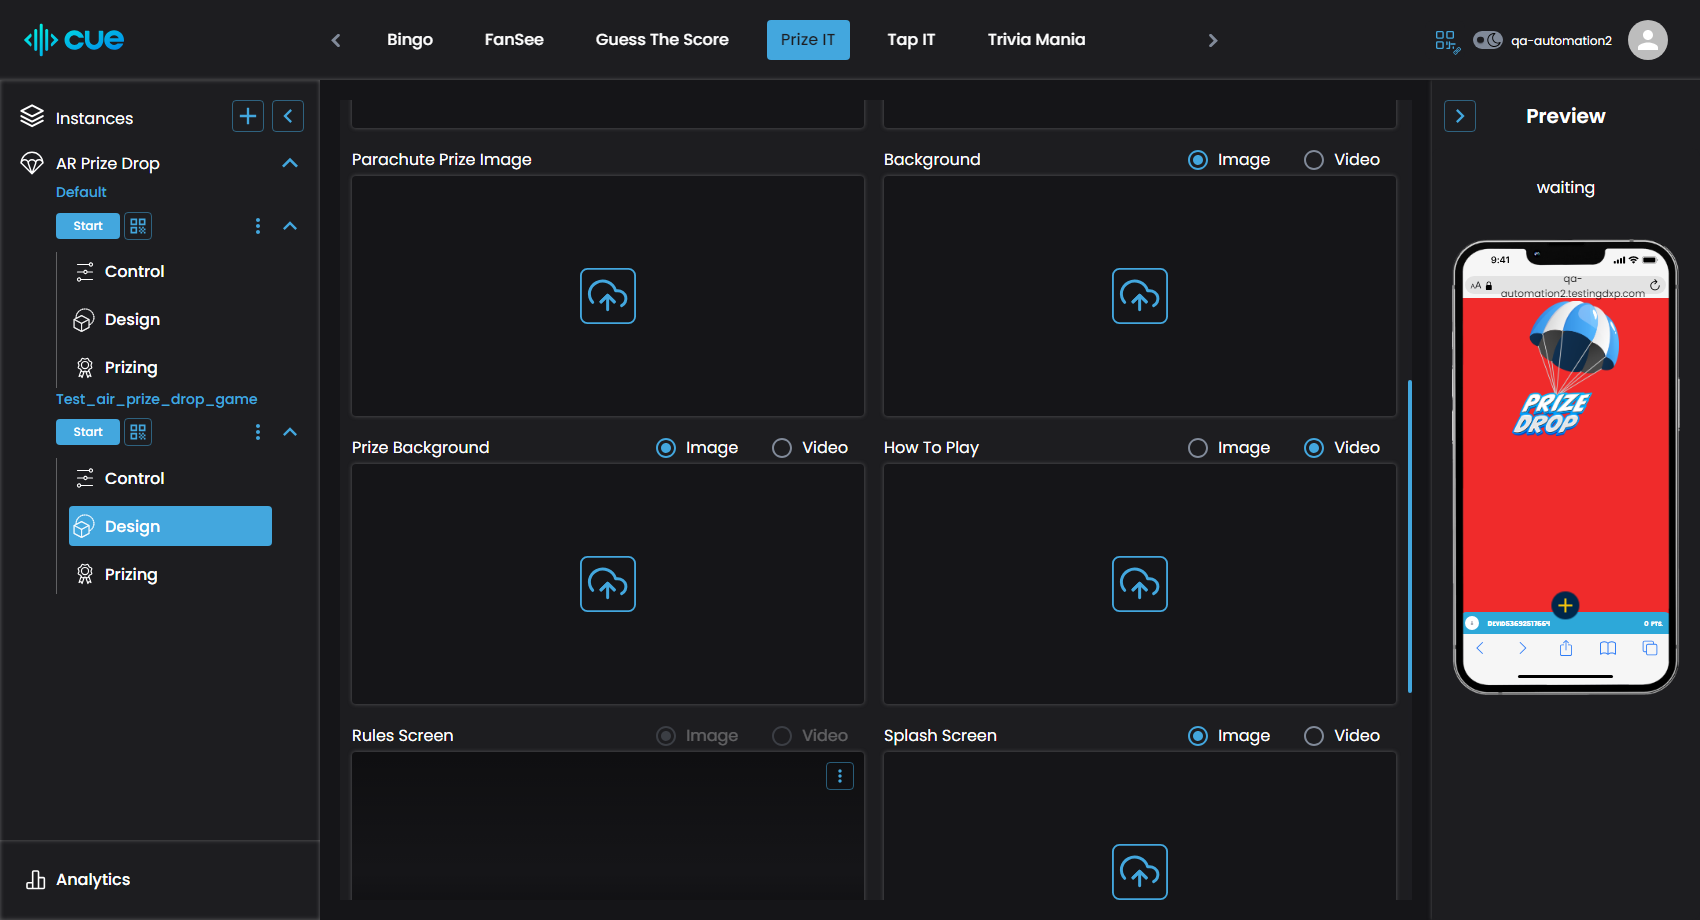 cue
Bingo
FanSee
Guess The Score
Prize IT
Tap IT
Trivia Mania
qa-automation2
Instances
AR Prize Drop
Default
Start
Control
Design
Prizing
Test_air_prize_drop_game
Start
Control
Design
Prizing
Analytics
Parachute Prize Image
Background
Image
Video
Prize Background
Image
Video
How To Play
Image
Video
Rules Screen
Image
Video
Splash Screen
Image
Video
Preview
waiting
9:41
AA
qa-
automation2.testingdxp.com
PRIZE
DROP
0 PTS.